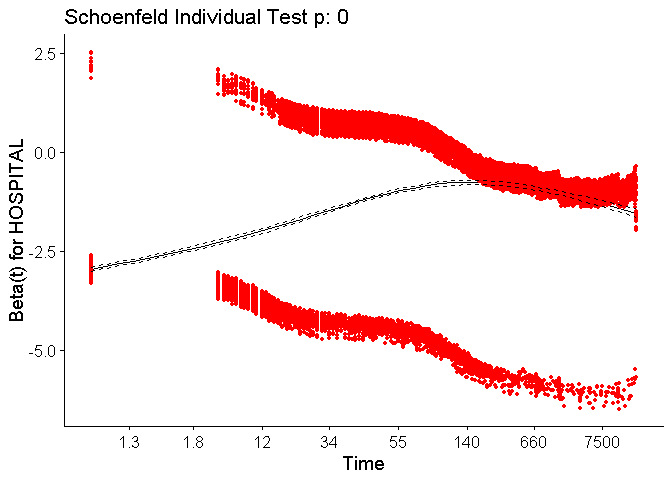 Schoenfeld Individual Test p: 0
Beta(t) for HOSPITAL
2.5
0.0
-2.5
-5.0
1.3 1.8 12 34 55 140 660 7500
Time